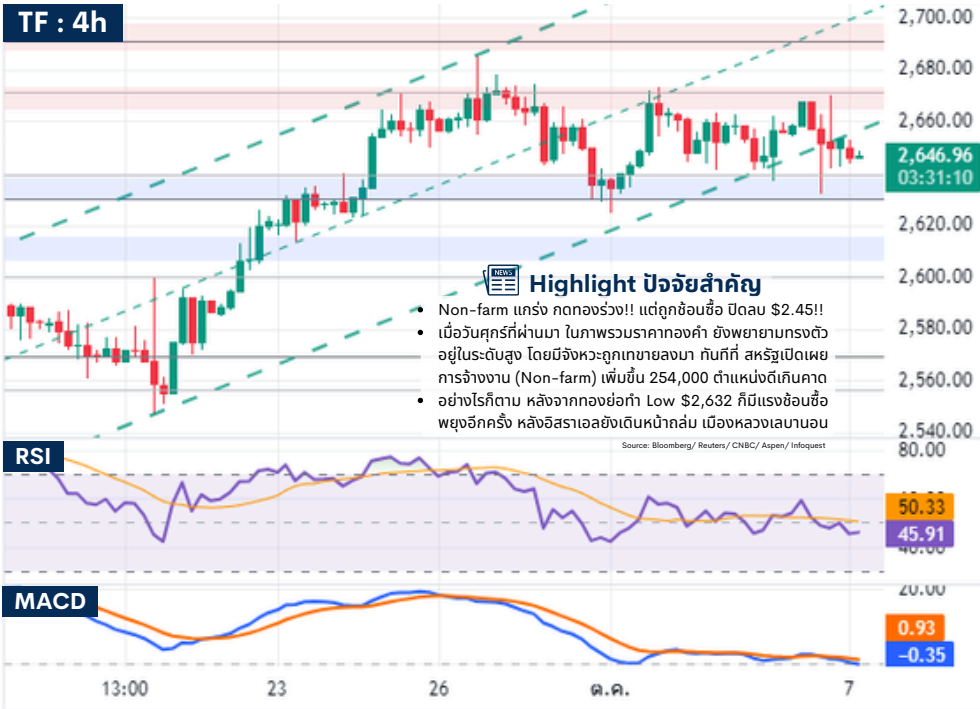 TF : 4h
2,700.00
2,680.00
2,660.00
2,646.96
03:31:10
2,620.00
2,600.00
2,580.00
2,560.00
2,540.00
NEWS
Highlight ปัจจัยสำคัญ
• Non-farm แกร่ง กดทองร่วง!! แต่ถูกช้อนซื้อ ปิดลบ $2.45!!
• เมื่อวันศุกร์ที่ผ่านมา ในภาพรวมราคาทองคำ ยังพยายามทรงตัว
อยู่ในระดับสูง โดยมีจังหวะถูกเทขายลงมา ทันทีที่ สหรัฐเปิดเผย
การจ้างงาน (Non-farm) เพิ่มขึ้น 254,000 ตำแหน่งดีเกินคาด
• อย่างไรก็ตาม หลังจากทองย่อทำ Low $2,632 ก็มีแรงช้อนซื้อ
พยุงอีกครั้ง หลังอิสราเอลยังเดินหน้าถล่ม เมืองหลวงเลบานอน
Source: Bloomberg/ Reuters/ CNBC/ Aspen/ Infoquest
RSI
80.00
50.33
45.91
40.00
MACD
20.00
0.93
−0.35
13:00
23
26
ต.ค.
7